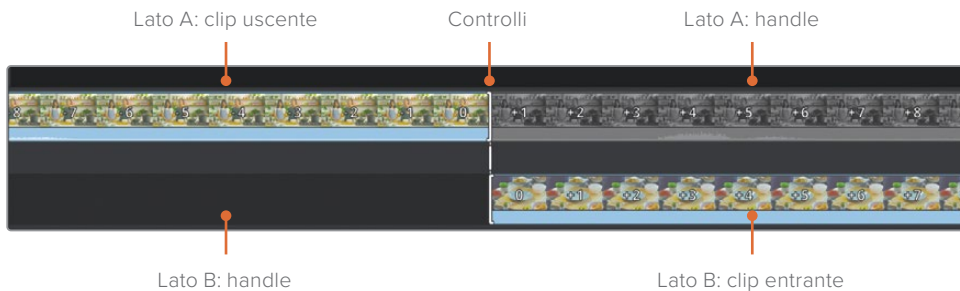 Lato A: clip uscente Controlli Lato A: handle
8 -7 -6 -5 -4 -3 -2 -1 0 +1 +2 +3 +4 +5 +6 +7 +8
0 +1 +2 +3 +4 +5 +6 +7
Lato B: handle Lato B: clip entrante